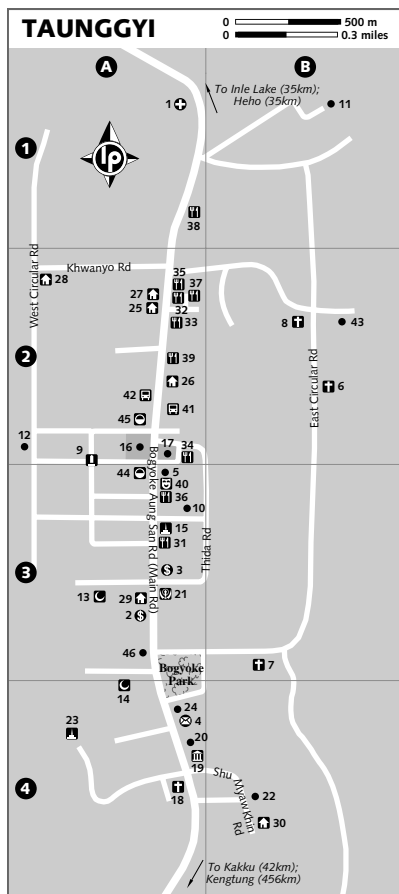 TAUNGGYI
0 500 m
0 0.3 miles
A B
To Inle Lake (35km);
Heho (35km)
1
11
1
lp
38
Khwanyo Rd
West Circular Rd
28
35
37
27
25
32
33
8
43
2
39
26
6
East Circular Rd
42
41
45
12
9
16
17
34
44
5
40
36
10
Bogyoke Aung San Rd (Main Rd)
Thida Rd
15
31
3
3
13
29
21
2
46
Bogyoke
Park
7
14
24
23
4
20
19
Shu
Myaw Khin
Rd
4
18
22
30
To Kakku (42km);
Kengtung (456km)